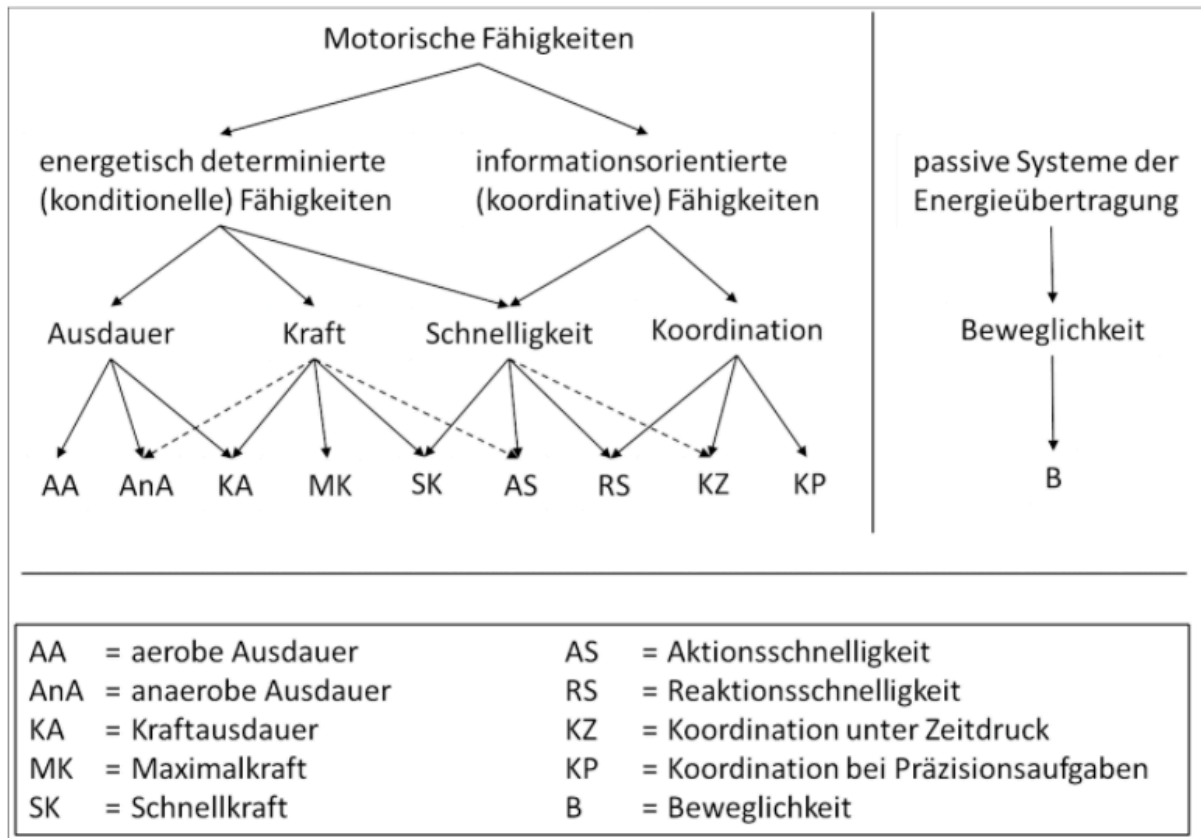 Motorische Fähigkeiten
energetisch determinierte
(konditionelle) Fähigkeiten
informationsorientierte
(koordinative) Fähigkeiten
passive Systeme der
Energieübertragung
Ausdauer
Kraft
Schnelligkeit
Koordination
Beweglichkeit
AA
AnA
KA
MK
SK
AS
RS
KZ
KP
B
AA = aerobe Ausdauer
AnA = anaerobe Ausdauer
KA = Kraftausdauer
MK = Maximalkraft
SK = Schnellkraft
AS = Aktionsschnelligkeit
RS = Reaktionsschnelligkeit
KZ = Koordination unter Zeitdruck
KP = Koordination bei Präzisionsaufgaben
B = Beweglichkeit